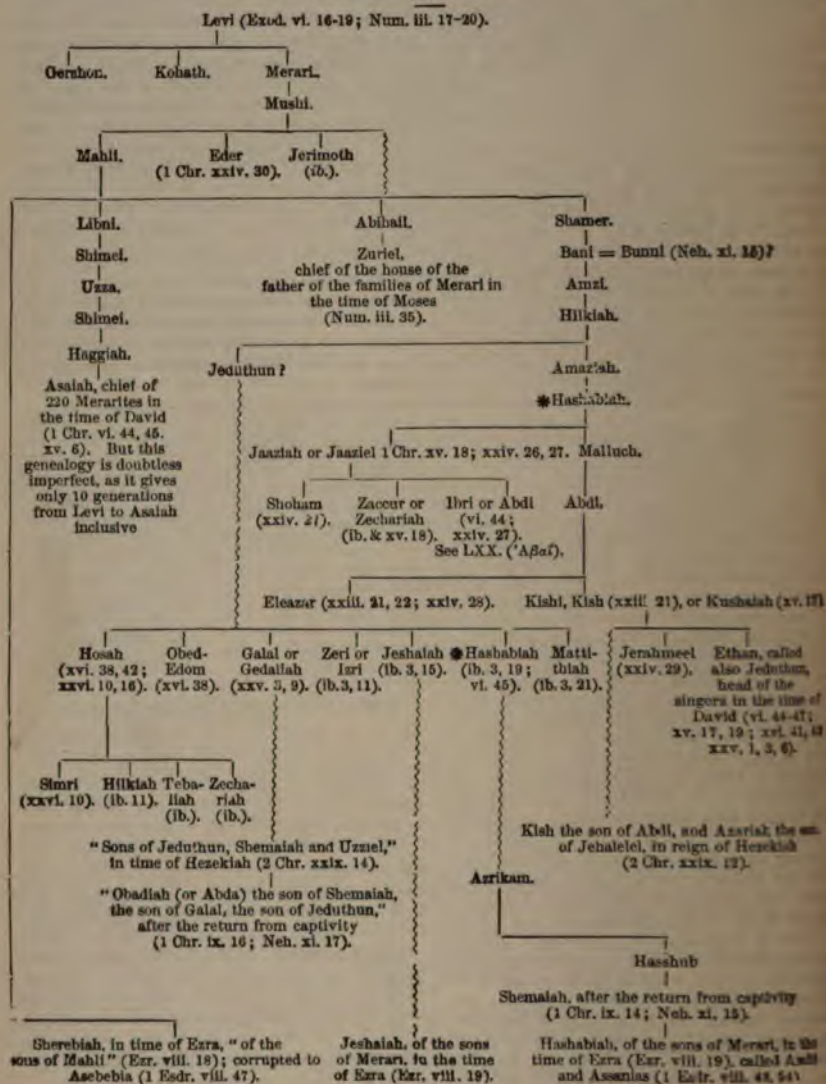 Levi (Exod. vi. 16-19; Num. iii. 17-20).
Gershon. Kohath. Merari.
Mushi.
Mahli. Eder Jerimoth
(1 Chr. xxiv. 30). (ib.).
Libni. Abihail. Shamer.
Shimei. Zuriel, Bani = Bunni (Neh. xi. 15)?
chief of the house of the
Uzza. father of the families of Merari in Amzi.
the time of Moses
Shimei. (Num. iii. 35). Hilkiah.
Haggiah. Jeduthun? Amaziah.
Asaiah, chief of
220 Merarites in
the time of David
(1 Chr. vi. 44, 45.
xv. 6). But this
genealogy is doubtless
imperfect, as it gives
only 10 generations
from Levi to Asaiah
inclusive
*Hashabiah.
Jaaziah or Jaaziel 1 Chr. xv. 18; xxiv. 26, 27. Malluch.
Shoham Zaccur or Ibri or Abdi Abdi.
(xxiv. 27). Zechariah (vi. 44;
(ib. & xv. 18). xxiv. 27).
See LXX. ('Αβαΐ).
Eleazar (xxiii. 21, 22; xxiv. 28). Kishi, Kish (xxiii. 21), or Kushaiah (xv. 17)
Hosah Obed- Galal or Zeri or Jeshaiah *Hashabiah Matti- Jerahmeel Ethan, called
(xvi. 38, 42; Edom Gedaliah Izri (ib. 3, 15). (ib. 3, 19; thiah (xxiv. 29). also Jeduthun,
xxvi. 10, 16). (xvi. 38). (xxv. 3, 9). (ib. 3, 11). vi. 45). (ib. 3, 21). head of the
singers in the time of
David (vi. 44-47;
xv. 17, 19; xvi. 41,
xxv. 1, 3, 6).
Simri Hilkiah Teba- Zecha-
(xxvi. 10). (ib. 11). liah riah
(ib.). (ib.).
"Sons of Jeduthun, Shemaiah and Uzziel,"
in time of Hezekiah (2 Chr. xxix. 14).
Kish the son of Abdi, and Azariah the son
of Jehalelel, in reign of Hezekiah
(2 Chr. xxix. 12).
"Obadiah (or Abda) the son of Shemaiah,
the son of Galal, the son of Jeduthun,"
after the return from captivity
(1 Chr. ix. 16; Neh. xi. 17).
Azrikam.
Hasshub
Shemaiah, after the return from captivity
(1 Chr. ix. 14; Neh. xi. 15).
Sherebiah, in time of Ezra, "of the
sons of Mahli" (Ezr. viii. 18); corrupted to
Asebebia (1 Esdr. viii. 47).
Jeshaiah, of the sons
of Merari, in the time
of Ezra (Ezr. viii. 19).
Hashabiah, of the sons of Merari, in the
time of Ezra (Ezr. viii. 19), called
and Assanias (1 Esdr. viii. 48, 54).